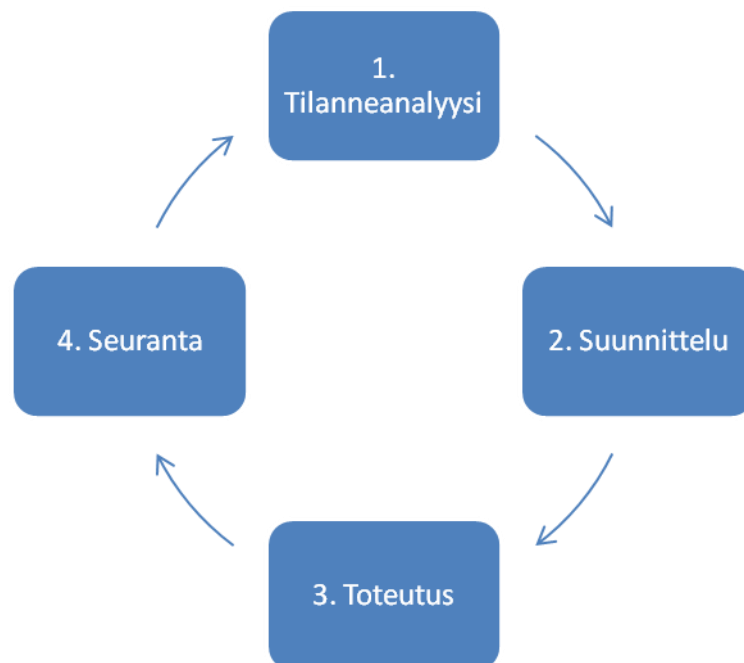 1.
Tilanneanalyysi
2. Suunnittelu
3. Toteutus
4. Seuranta